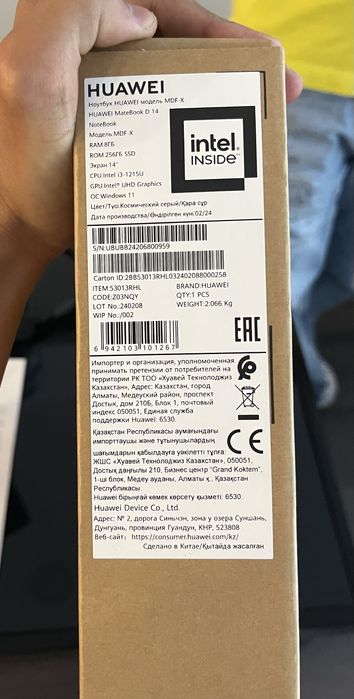 HUAWEI
Ноутбук HUAWEI модель MDF-X
HUAWEI MateBook D 14
NoteBook
Модель:MDF-X
RAM:8ГБ
ROM:256ГБ SSD
Экран:14"
CPU:Intel i3-1215U
GPU:Intel® UHD Graphics
ОС:Windows 11
Цвет/Түсі:Космический серый/Қара сұр
Дата производства/Өндірілген күні:02/24
intel
INSIDE™
S/N:UBUBB24206800959
Carton ID:2BB53013RHL032402088000258
ITEM:53013RHL
BRAND:HUAWEI
CODE:Z03NQY
QTY:1 PCS
LOT No.:240208
WEIGHT:2.066 Kg
WIP No.:/002
6 942103 101267
EAC
Импортер и организация, уполномоченная
принимать претензии от потребителей на
территории РК ТОО «Хуавей Текнолоджиз
Казахстан», Адрес: Казахстан, город
Алматы, Медеуский район, проспект
Достык, дом 210Б, Блок 1, почтовый
индекс 050051, Единая служба
поддержки Huawei: 6530.
Қазақстан Республикасы аумағындағы
импорттаушы және тұтынушылардың
шағымдарын қабылдауға уәкілетті тұлға:
ЖШС «Хуавей Текнолоджиз Казахстан», 050051,
Достық даңғылы 210, Бизнес центр "Grand Koktem",
1-ші блок, Медеу ауданы, Алматы қ., Қазақстан
Республикасы
Huawei бірыңғай көмек көрсету қызметі: 6530.
CE
Huawei Device Co., Ltd.
Адрес: № 2, дорога Синьчэн, зона у озера Суншань,
Дунгуань, провинция Гуандун, КНР, 523808
Веб-сайт: https://consumer.huawei.com/kz/
Сделано в Китае/Қытайда жасалған